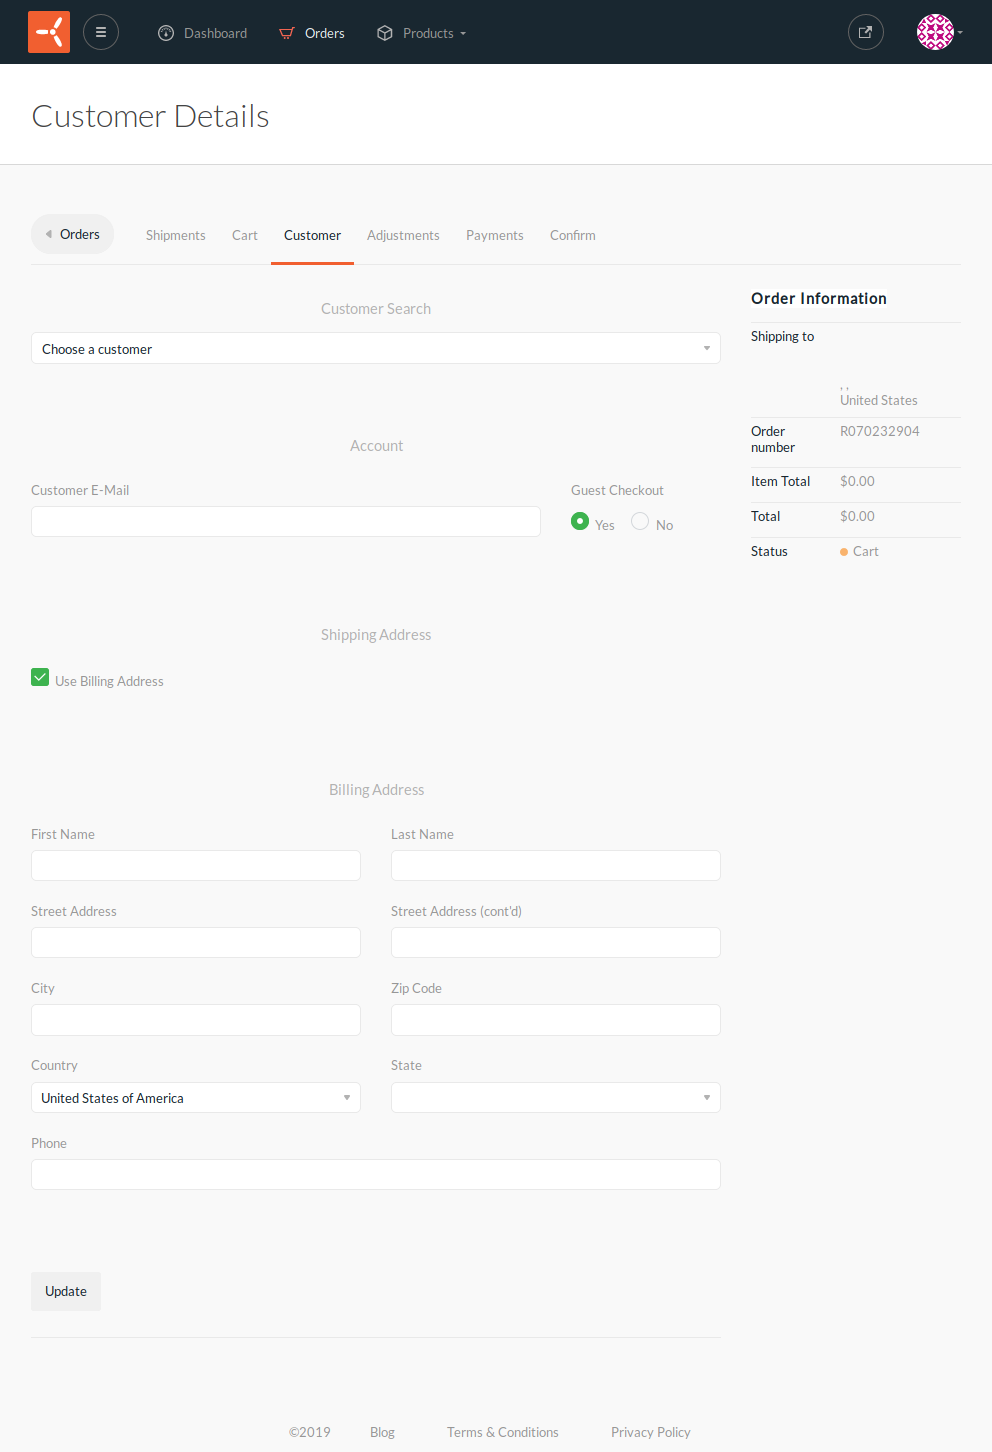 Dashboard
Orders
Products
Customer Details
Orders
Shipments
Cart
Customer
Adjustments
Payments
Confirm
Customer Search
Choose a customer
Account
Customer E-Mail
Guest Checkout
Yes
No
Shipping Address
Use Billing Address
Billing Address
First Name
Last Name
Street Address
Street Address (cont'd)
City
Zip Code
Country
State
United States of America
Phone
Update
Order Information
Shipping to
, ,
United States
Order
number
R070232904
Item Total
$0.00
Total
$0.00
Status
Cart
©2019
Blog
Terms & Conditions
Privacy Policy